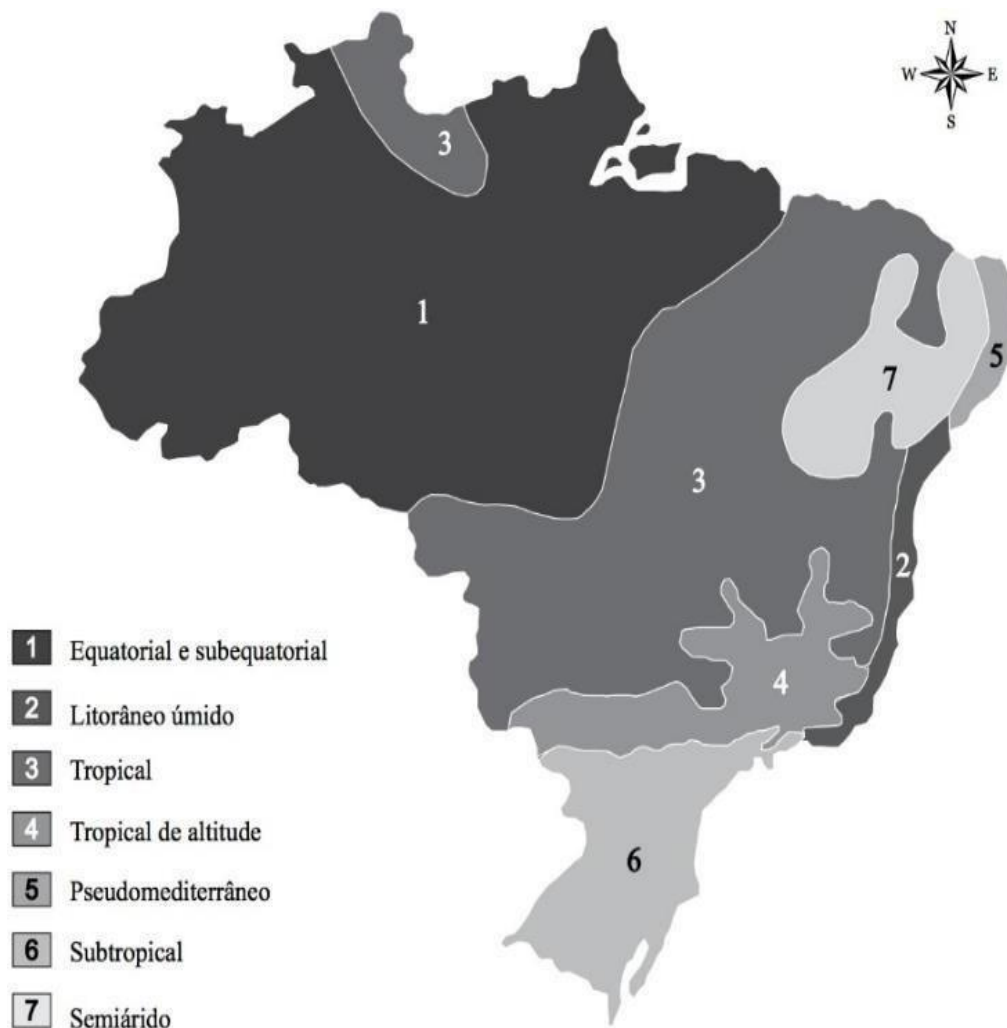 N
W E
S
3
1
5
7
3
2
4
6
1 Equatorial e subequatorial
2 Litorâneo úmido
3 Tropical
4 Tropical de altitude
5 Pseudomediterrâneo
6 Subtropical
7 Semiárido